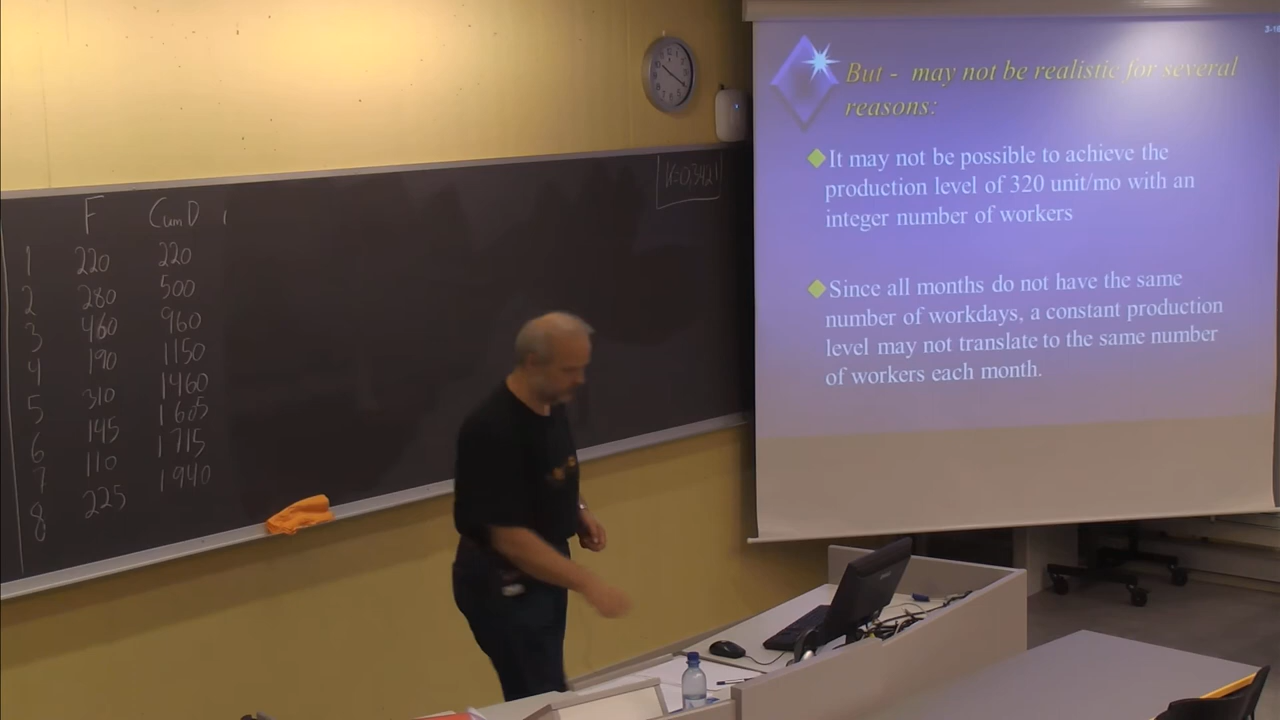 F CumD
1 220 220
2 280 500
3 460 960
4 190 1150
5 310 1460
6 145 1605
7 110 1715
8 225 1940
K=0,3421
But - may not be realistic for several
reasons:
It may not be possible to achieve the
production level of 320 unit/mo with an
integer number of workers
Since all months do not have the same
number of workdays, a constant production
level may not translate to the same number
of workers each month.